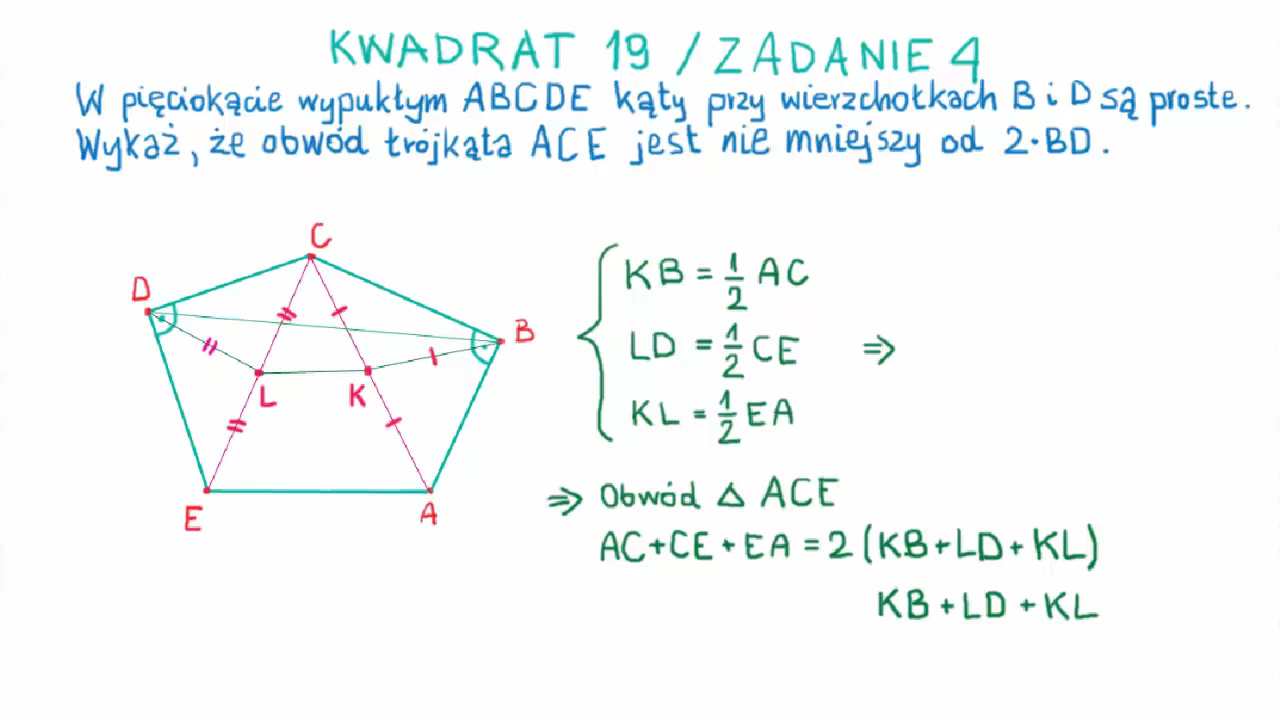 KWADRAT 19 / ZADANIE 4
W pięciokącie wypukłym ABCDE kąty przy wierzchołkach B i D są proste.
Wykaż, że obwód trójkąta ACE jest nie mniejszy od 2·BD.
C
D
B
L
K
E
A
KB = 1/2 AC
LD = 1/2 CE ⇒
KL = 1/2 EA
⇒ Obwód △ ACE
AC+CE+EA = 2(KB+LD+KL)
KB+LD+KL